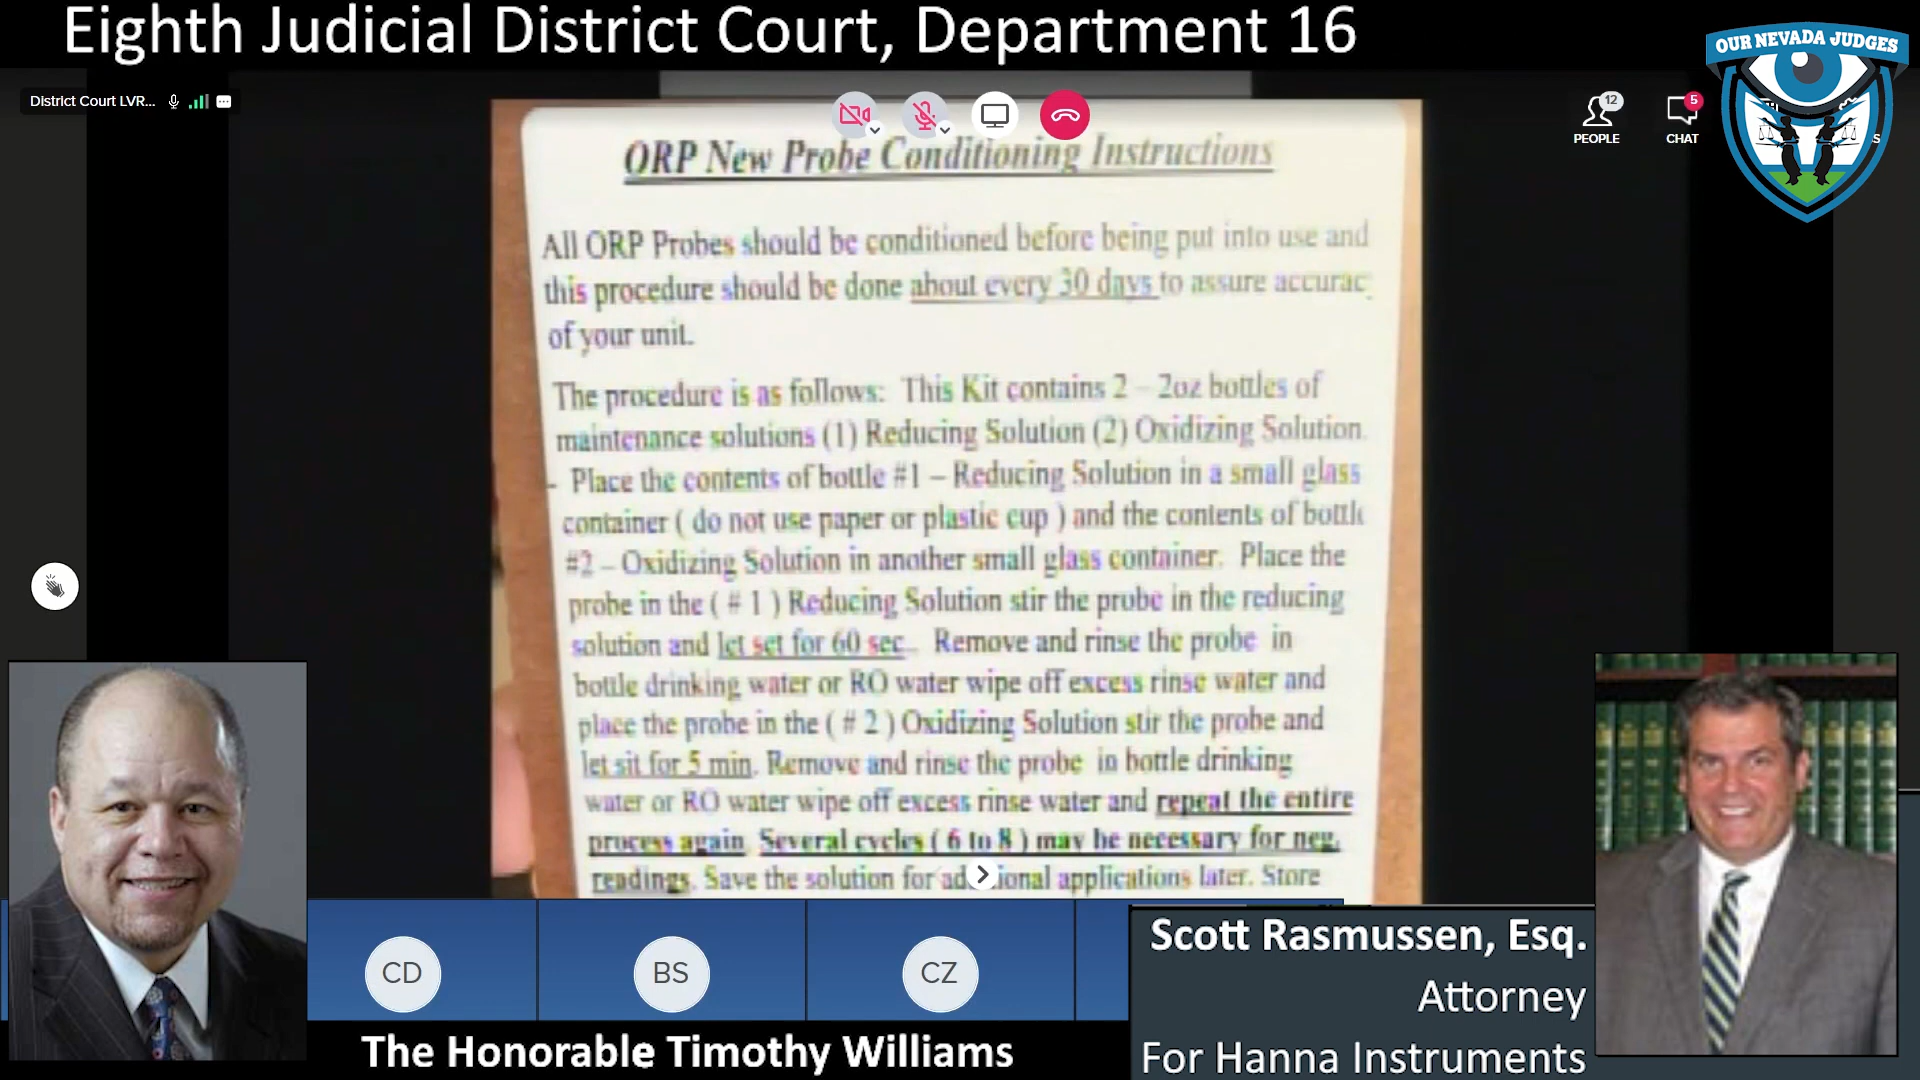 Eighth Judicial District Court, Department 16
OUR NEVADA JUDGES
District Court LVR...
12
PEOPLE
5
CHAT
S
ORP New Probe Conditioning Instructions
All ORP Probes should be conditioned before being put into use and
this procedure should be done about every 30 days to assure accurac
of your unit.
The procedure is as follows: This Kit contains 2 – 2oz bottles of
maintenance solutions (1) Reducing Solution (2) Oxidizing Solution.
- Place the contents of bottle #1 – Reducing Solution in a small glass
container ( do not use paper or plastic cup ) and the contents of bottle
#2 – Oxidizing Solution in another small glass container. Place the
probe in the ( # 1 ) Reducing Solution stir the probe in the reducing
solution and let set for 60 sec. Remove and rinse the probe in
bottle drinking water or RO water wipe off excess rinse water and
place the probe in the ( # 2 ) Oxidizing Solution stir the probe and
let sit for 5 min. Remove and rinse the probe in bottle drinking
water or RO water wipe off excess rinse water and repeat the entire
process again. Several cycles ( 6 to 8 ) may be necessary for neg.
readings. Save the solution for additional applications later. Store
CD
BS
CZ
Scott Rasmussen, Esq.
Attorney
For Hanna Instruments
The Honorable Timothy Williams